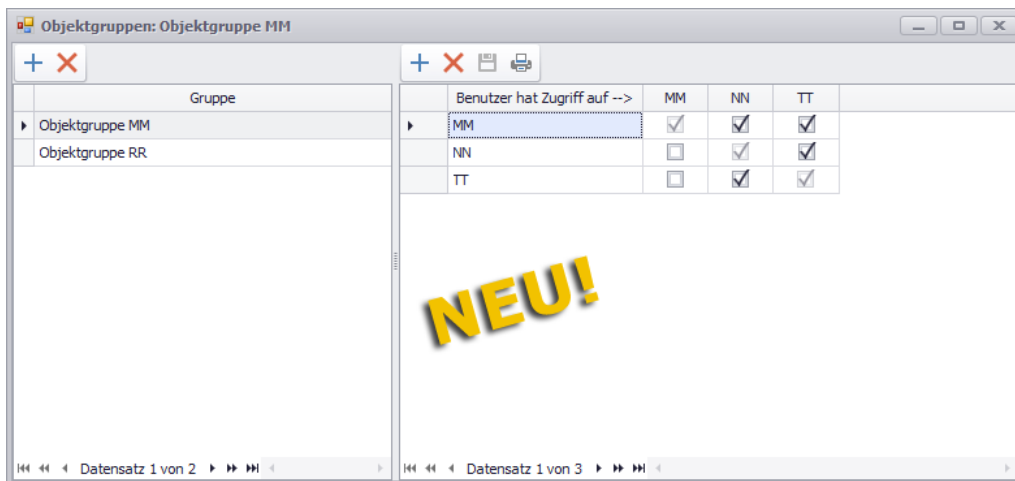 Objektgruppen: Objektgruppe MM
Gruppe
Objektgruppe MM
Objektgruppe RR
Datensatz 1 von 2
Benutzer hat Zugriff auf --> MM NN TT
MM
NN
TT
NEU!
Datensatz 1 von 3